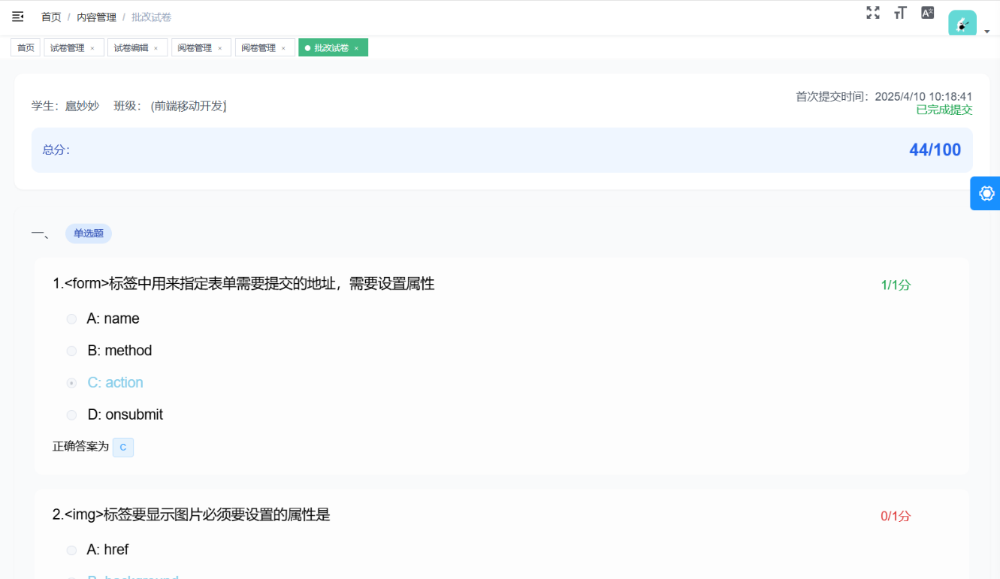 首页 / 内容管理 / 批改试卷
首页 试卷管理 × 试卷编辑 × 阅卷管理 × 阅卷管理 × 批改试卷 ×
学生：扈妙妙 班级： (前端移动开发)
首次提交时间：2025/4/10 10:18:41
已完成提交
总分： 44/100
一、 单选题
1.<form>标签中用来指定表单需要提交的地址，需要设置属性 1/1分
A: name
B: method
C: action
D: onsubmit
正确答案为 C
2.<img>标签要显示图片必须要设置的属性是 0/1分
A: href
B: background